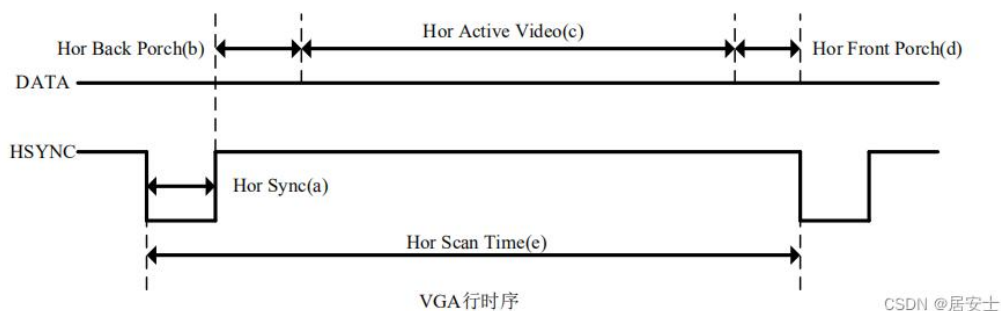 Hor Active Video(c)
Hor Back Porch(b)
Hor Front Porch(d)
DATA
HSYNC
Hor Sync(a)
Hor Scan Time(e)
VGA行时序
CSDN @居安士